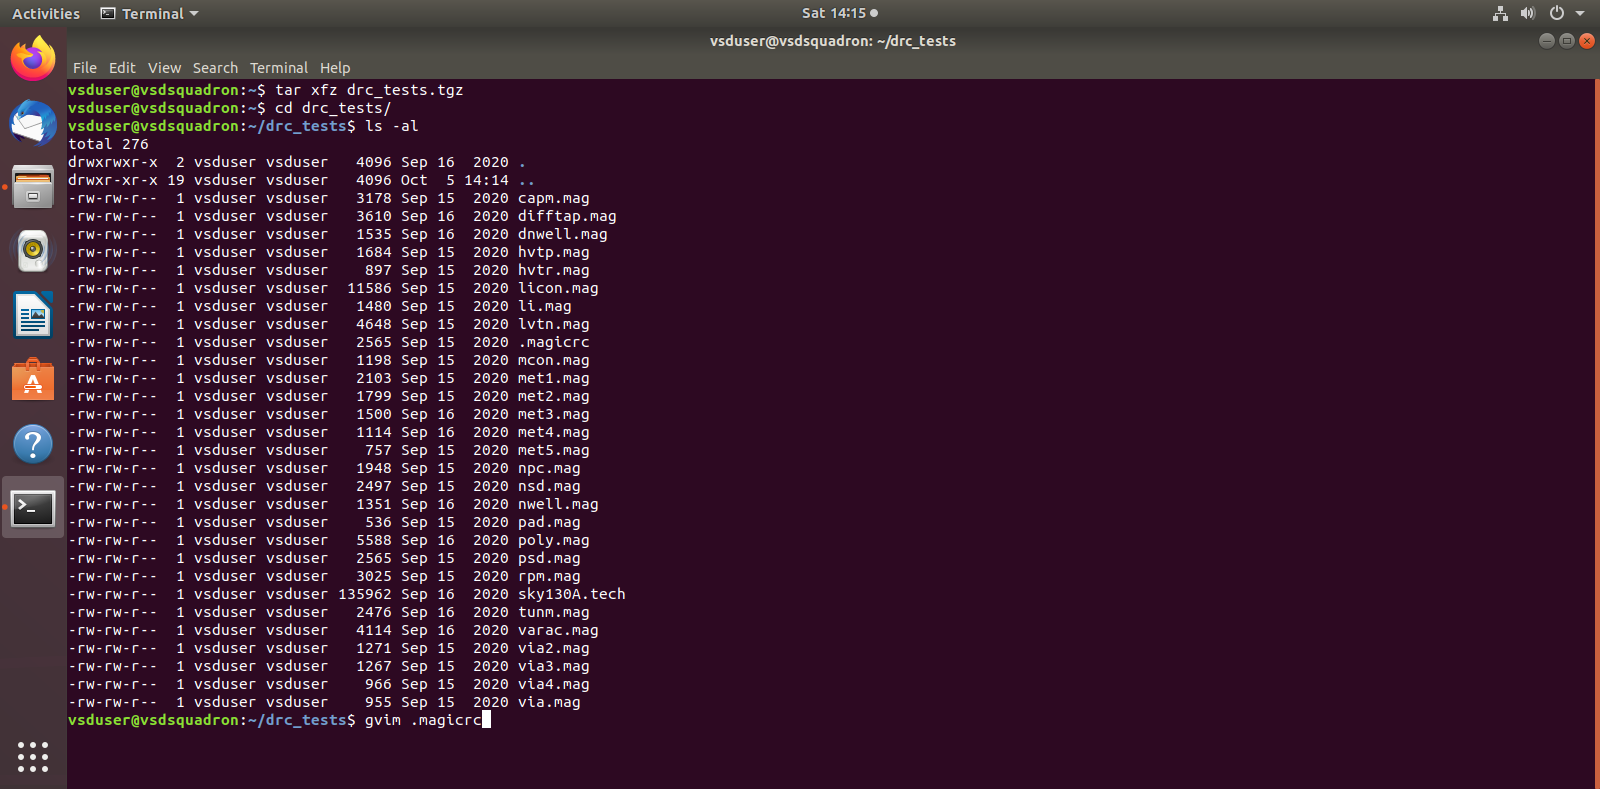 Activities Terminal Sat 14:15
vsduser@vsdsquadron: ~/drc_tests
File Edit View Search Terminal Help
vsduser@vsdsquadron:~$ tar xfz drc_tests.tgz
vsduser@vsdsquadron:~$ cd drc_tests/
vsduser@vsdsquadron:~/drc_tests$ ls -al
total 276
drwxrwxr-x  2 vsduser vsduser   4096 Sep 16  2020 .
drwxr-xr-x 19 vsduser vsduser   4096 Oct  5 14:14 ..
-rw-rw-r--  1 vsduser vsduser   3178 Sep 15  2020 capm.mag
-rw-rw-r--  1 vsduser vsduser   3610 Sep 16  2020 difftap.mag
-rw-rw-r--  1 vsduser vsduser   1535 Sep 16  2020 dnwell.mag
-rw-rw-r--  1 vsduser vsduser   1684 Sep 15  2020 hvtp.mag
-rw-rw-r--  1 vsduser vsduser    897 Sep 15  2020 hvtr.mag
-rw-rw-r--  1 vsduser vsduser  11586 Sep 15  2020 licon.mag
-rw-rw-r--  1 vsduser vsduser   1480 Sep 15  2020 li.mag
-rw-rw-r--  1 vsduser vsduser   4648 Sep 15  2020 lvtn.mag
-rw-rw-r--  1 vsduser vsduser   2565 Sep 15  2020 .magicrc
-rw-rw-r--  1 vsduser vsduser   1198 Sep 15  2020 mcon.mag
-rw-rw-r--  1 vsduser vsduser   2103 Sep 15  2020 met1.mag
-rw-rw-r--  1 vsduser vsduser   1799 Sep 15  2020 met2.mag
-rw-rw-r--  1 vsduser vsduser   1500 Sep 16  2020 met3.mag
-rw-rw-r--  1 vsduser vsduser   1114 Sep 16  2020 met4.mag
-rw-rw-r--  1 vsduser vsduser    757 Sep 15  2020 met5.mag
-rw-rw-r--  1 vsduser vsduser   1948 Sep 15  2020 npc.mag
-rw-rw-r--  1 vsduser vsduser   2497 Sep 15  2020 nsd.mag
-rw-rw-r--  1 vsduser vsduser   1351 Sep 16  2020 nwell.mag
-rw-rw-r--  1 vsduser vsduser    536 Sep 15  2020 pad.mag
-rw-rw-r--  1 vsduser vsduser   5588 Sep 16  2020 poly.mag
-rw-rw-r--  1 vsduser vsduser   2565 Sep 15  2020 psd.mag
-rw-rw-r--  1 vsduser vsduser   3025 Sep 15  2020 rpm.mag
-rw-rw-r--  1 vsduser vsduser 135962 Sep 16  2020 sky130A.tech
-rw-rw-r--  1 vsduser vsduser   2476 Sep 16  2020 tunm.mag
-rw-rw-r--  1 vsduser vsduser   4114 Sep 16  2020 varac.mag
-rw-rw-r--  1 vsduser vsduser   1271 Sep 15  2020 via2.mag
-rw-rw-r--  1 vsduser vsduser   1267 Sep 15  2020 via3.mag
-rw-rw-r--  1 vsduser vsduser    966 Sep 15  2020 via4.mag
-rw-rw-r--  1 vsduser vsduser    955 Sep 15  2020 via.mag
vsduser@vsdsquadron:~/drc_tests$ gvim .magicrc